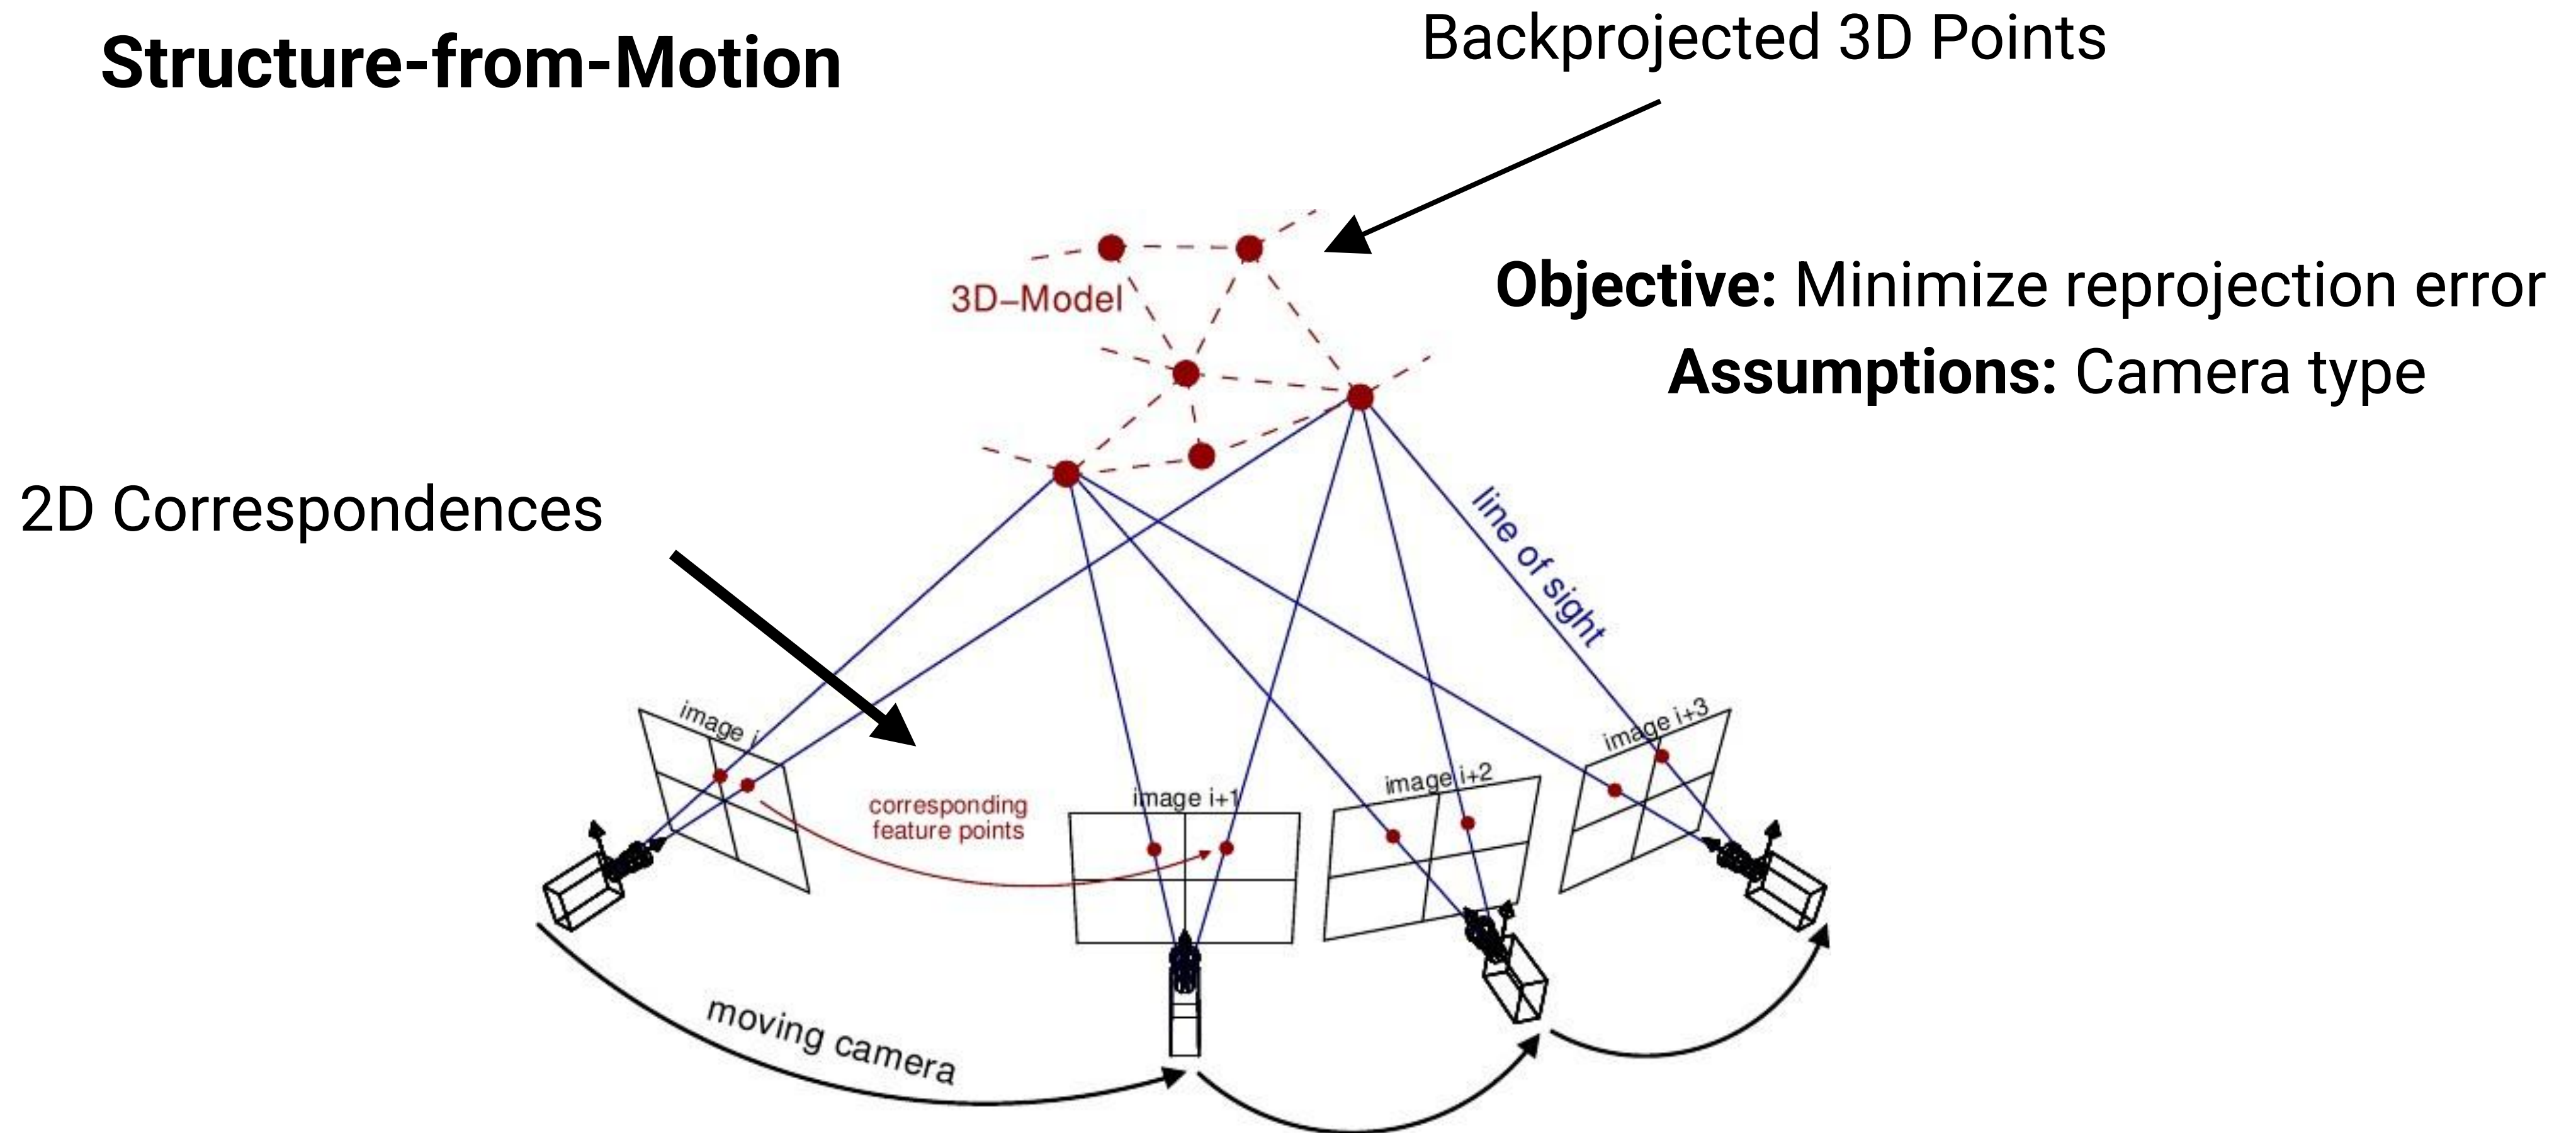 Structure-from-Motion
Backprojected 3D Points
3D–Model
Objective: Minimize reprojection error
Assumptions: Camera type
2D Correspondences
line of sight
image i
image i+3
image i+2
image i+1
corresponding
feature points
moving camera